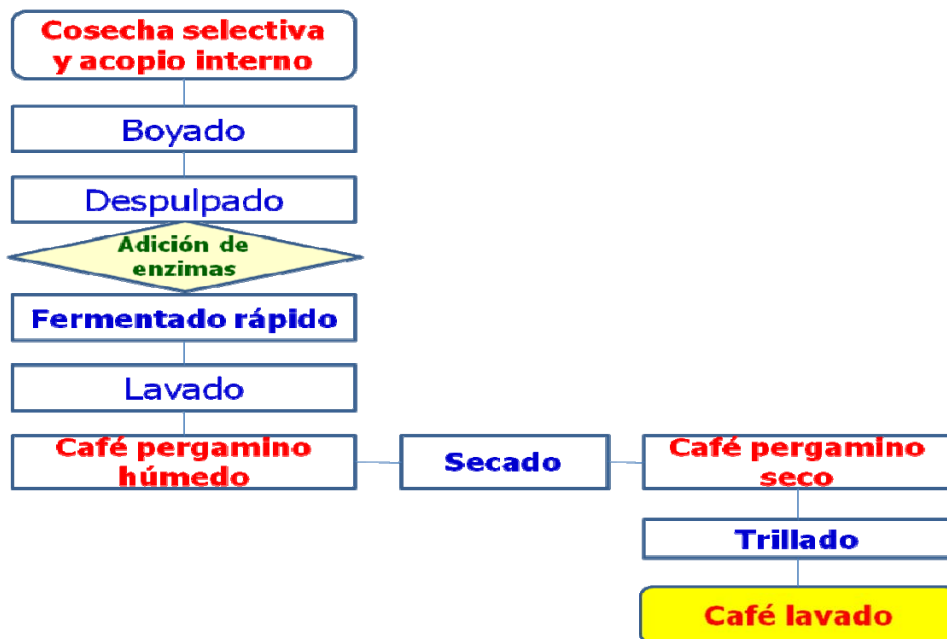 Cosecha selectiva
y acopio interno
Boyado
Despulpado
Adición de
enzimas
Fermentado rápido
Lavado
Café pergamino
húmedo
Secado
Café pergamino
seco
Trillado
Café lavado